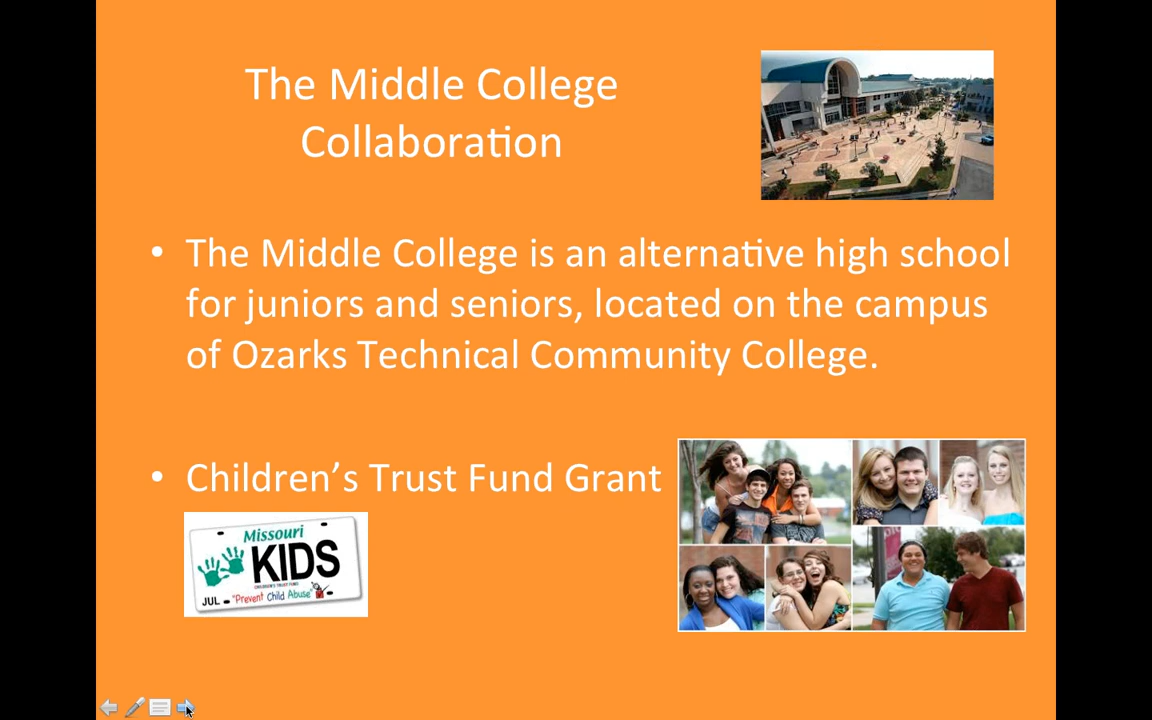 The Middle College
Collaboration
• The Middle College is an alternative high school
for juniors and seniors, located on the campus
of Ozarks Technical Community College.
• Children’s Trust Fund Grant
Missouri
KIDS
CHILDREN'S TRUST FUND
JUL "Prevent Child Abuse"